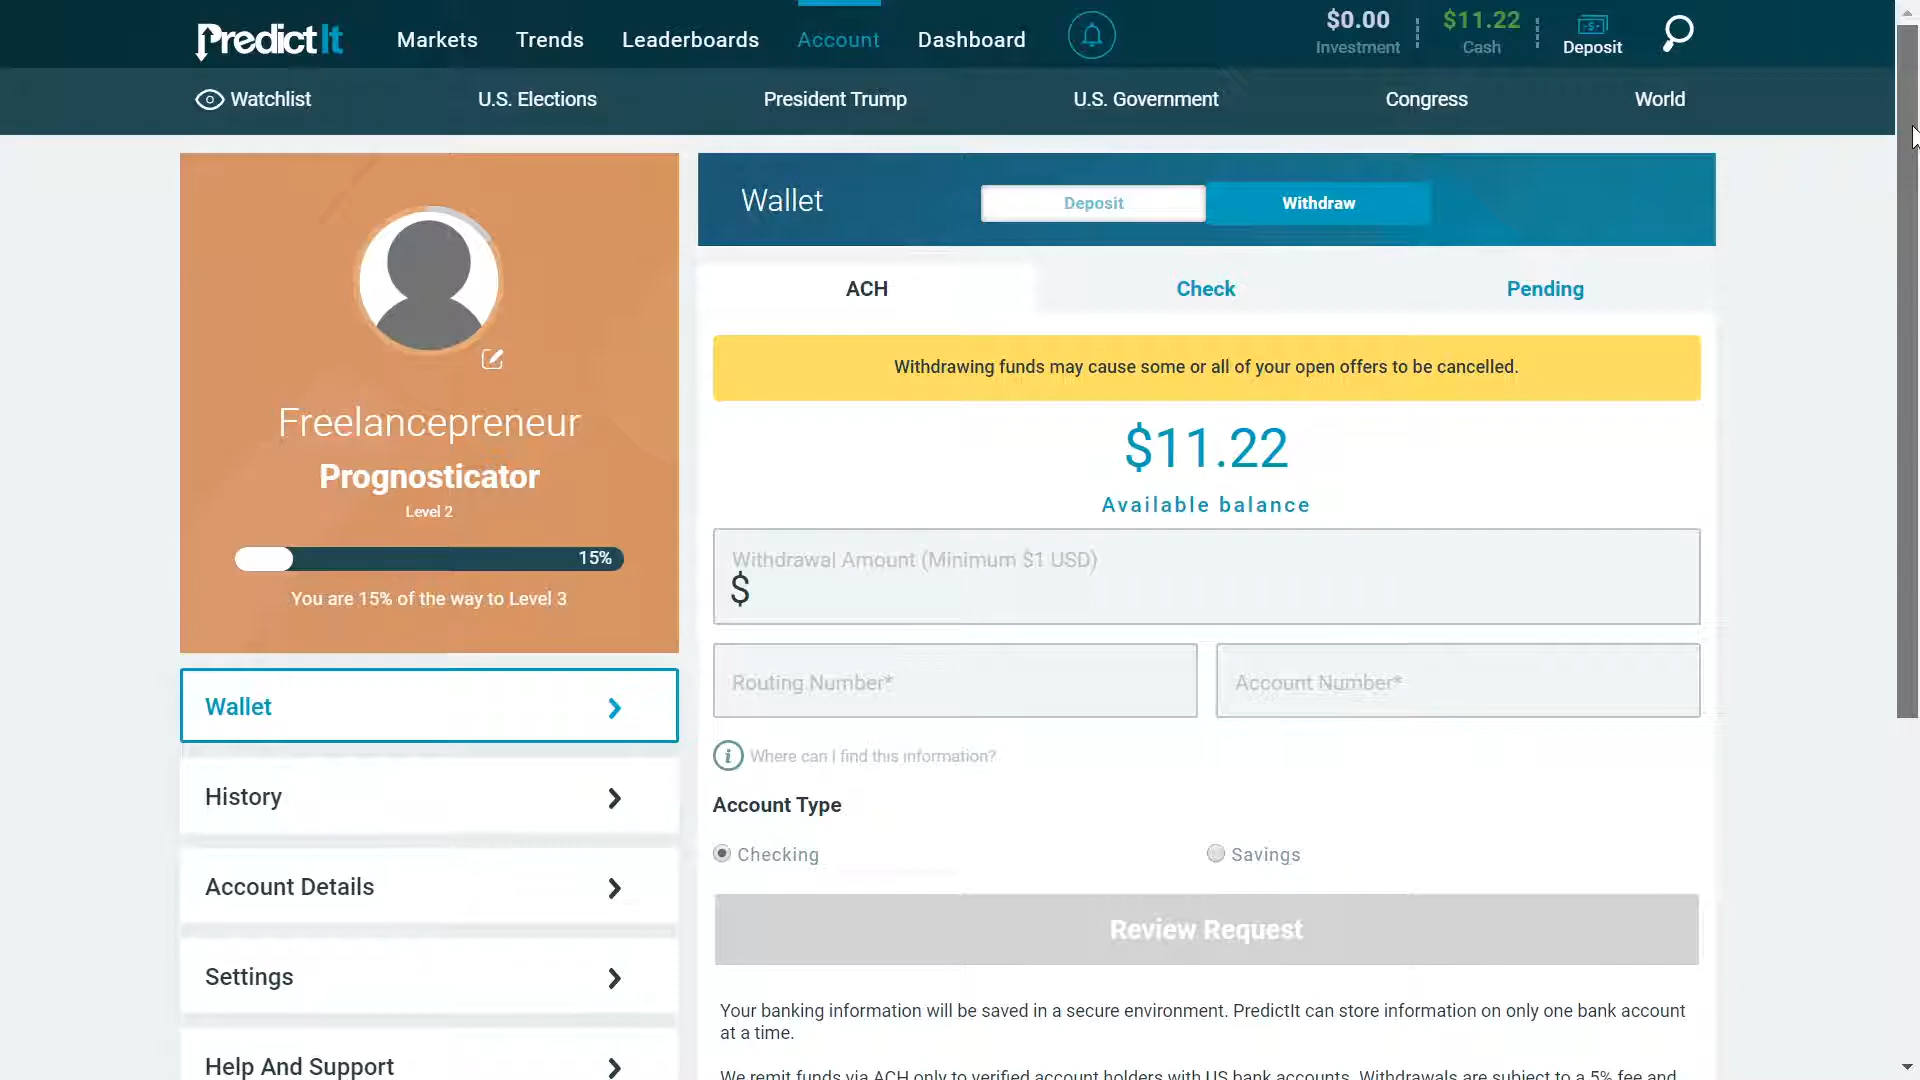 PredictIt
Markets
Trends
Leaderboards
Account
Dashboard
$0.00
Investment
$11.22
Cash
Deposit
Watchlist
U.S. Elections
President Trump
U.S. Government
Congress
World
Freelancepreneur
Prognosticator
Level 2
15%
You are 15% of the way to Level 3
Wallet
History
Account Details
Settings
Help And Support
Wallet
Deposit
Withdraw
ACH
Check
Pending
Withdrawing funds may cause some or all of your open offers to be cancelled.
$11.22
Available balance
Withdrawal Amount (Minimum $1 USD)
$
Routing Number*
Account Number*
Where can I find this information?
Account Type
Checking
Savings
Review Request
Your banking information will be saved in a secure environment. PredictIt can store information on only one bank account
at a time.
We remit funds via ACH only to verified account holders with US bank accounts. Withdrawals are subject to a 5% fee and